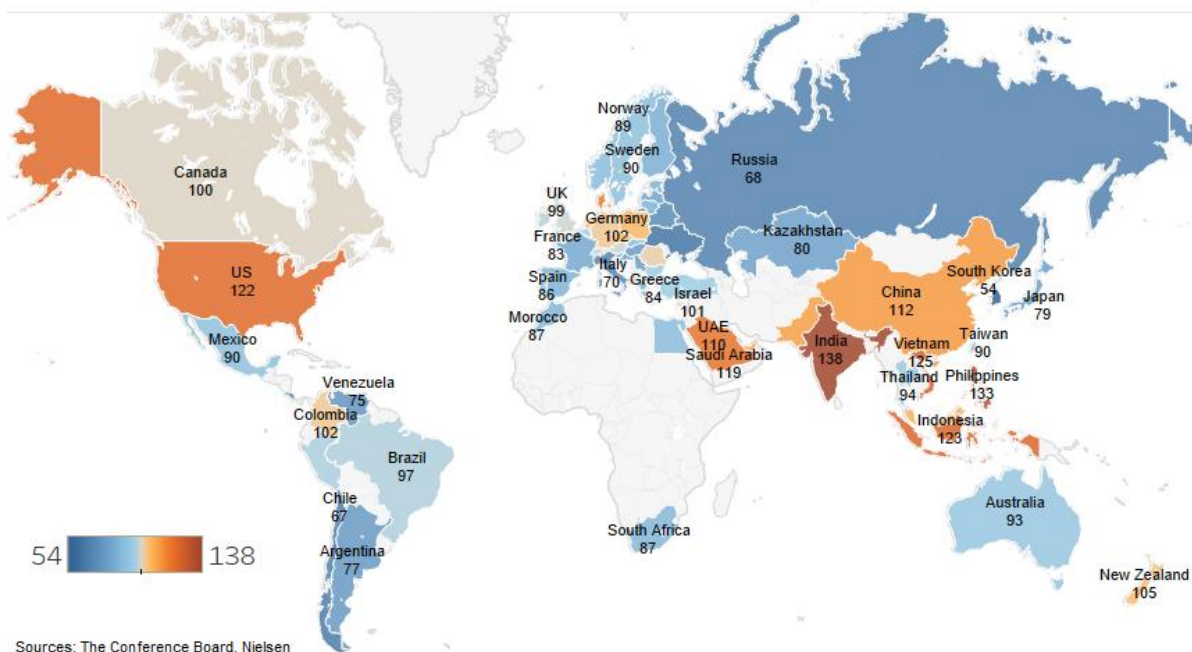 Norway
89
Sweden
90
Russia
68
Canada
100
UK
99
Germany
102
France
83
Kazakhstan
80
US
122
Italy
70
Spain
86
Greece
84
Israel
101
South Korea
54
China
112
Japan
79
Morocco
87
UAE
110
Saudi Arabia
119
India
138
Vietnam
125
Taiwan
90
Mexico
90
Thailand
94
Philippines
133
Venezuela
75
Colombia
102
Indonesia
123
Brazil
97
Chile
67
Australia
93
South Africa
87
Argentina
77
54
138
New Zealand
105
Sources: The Conference Board, Nielsen